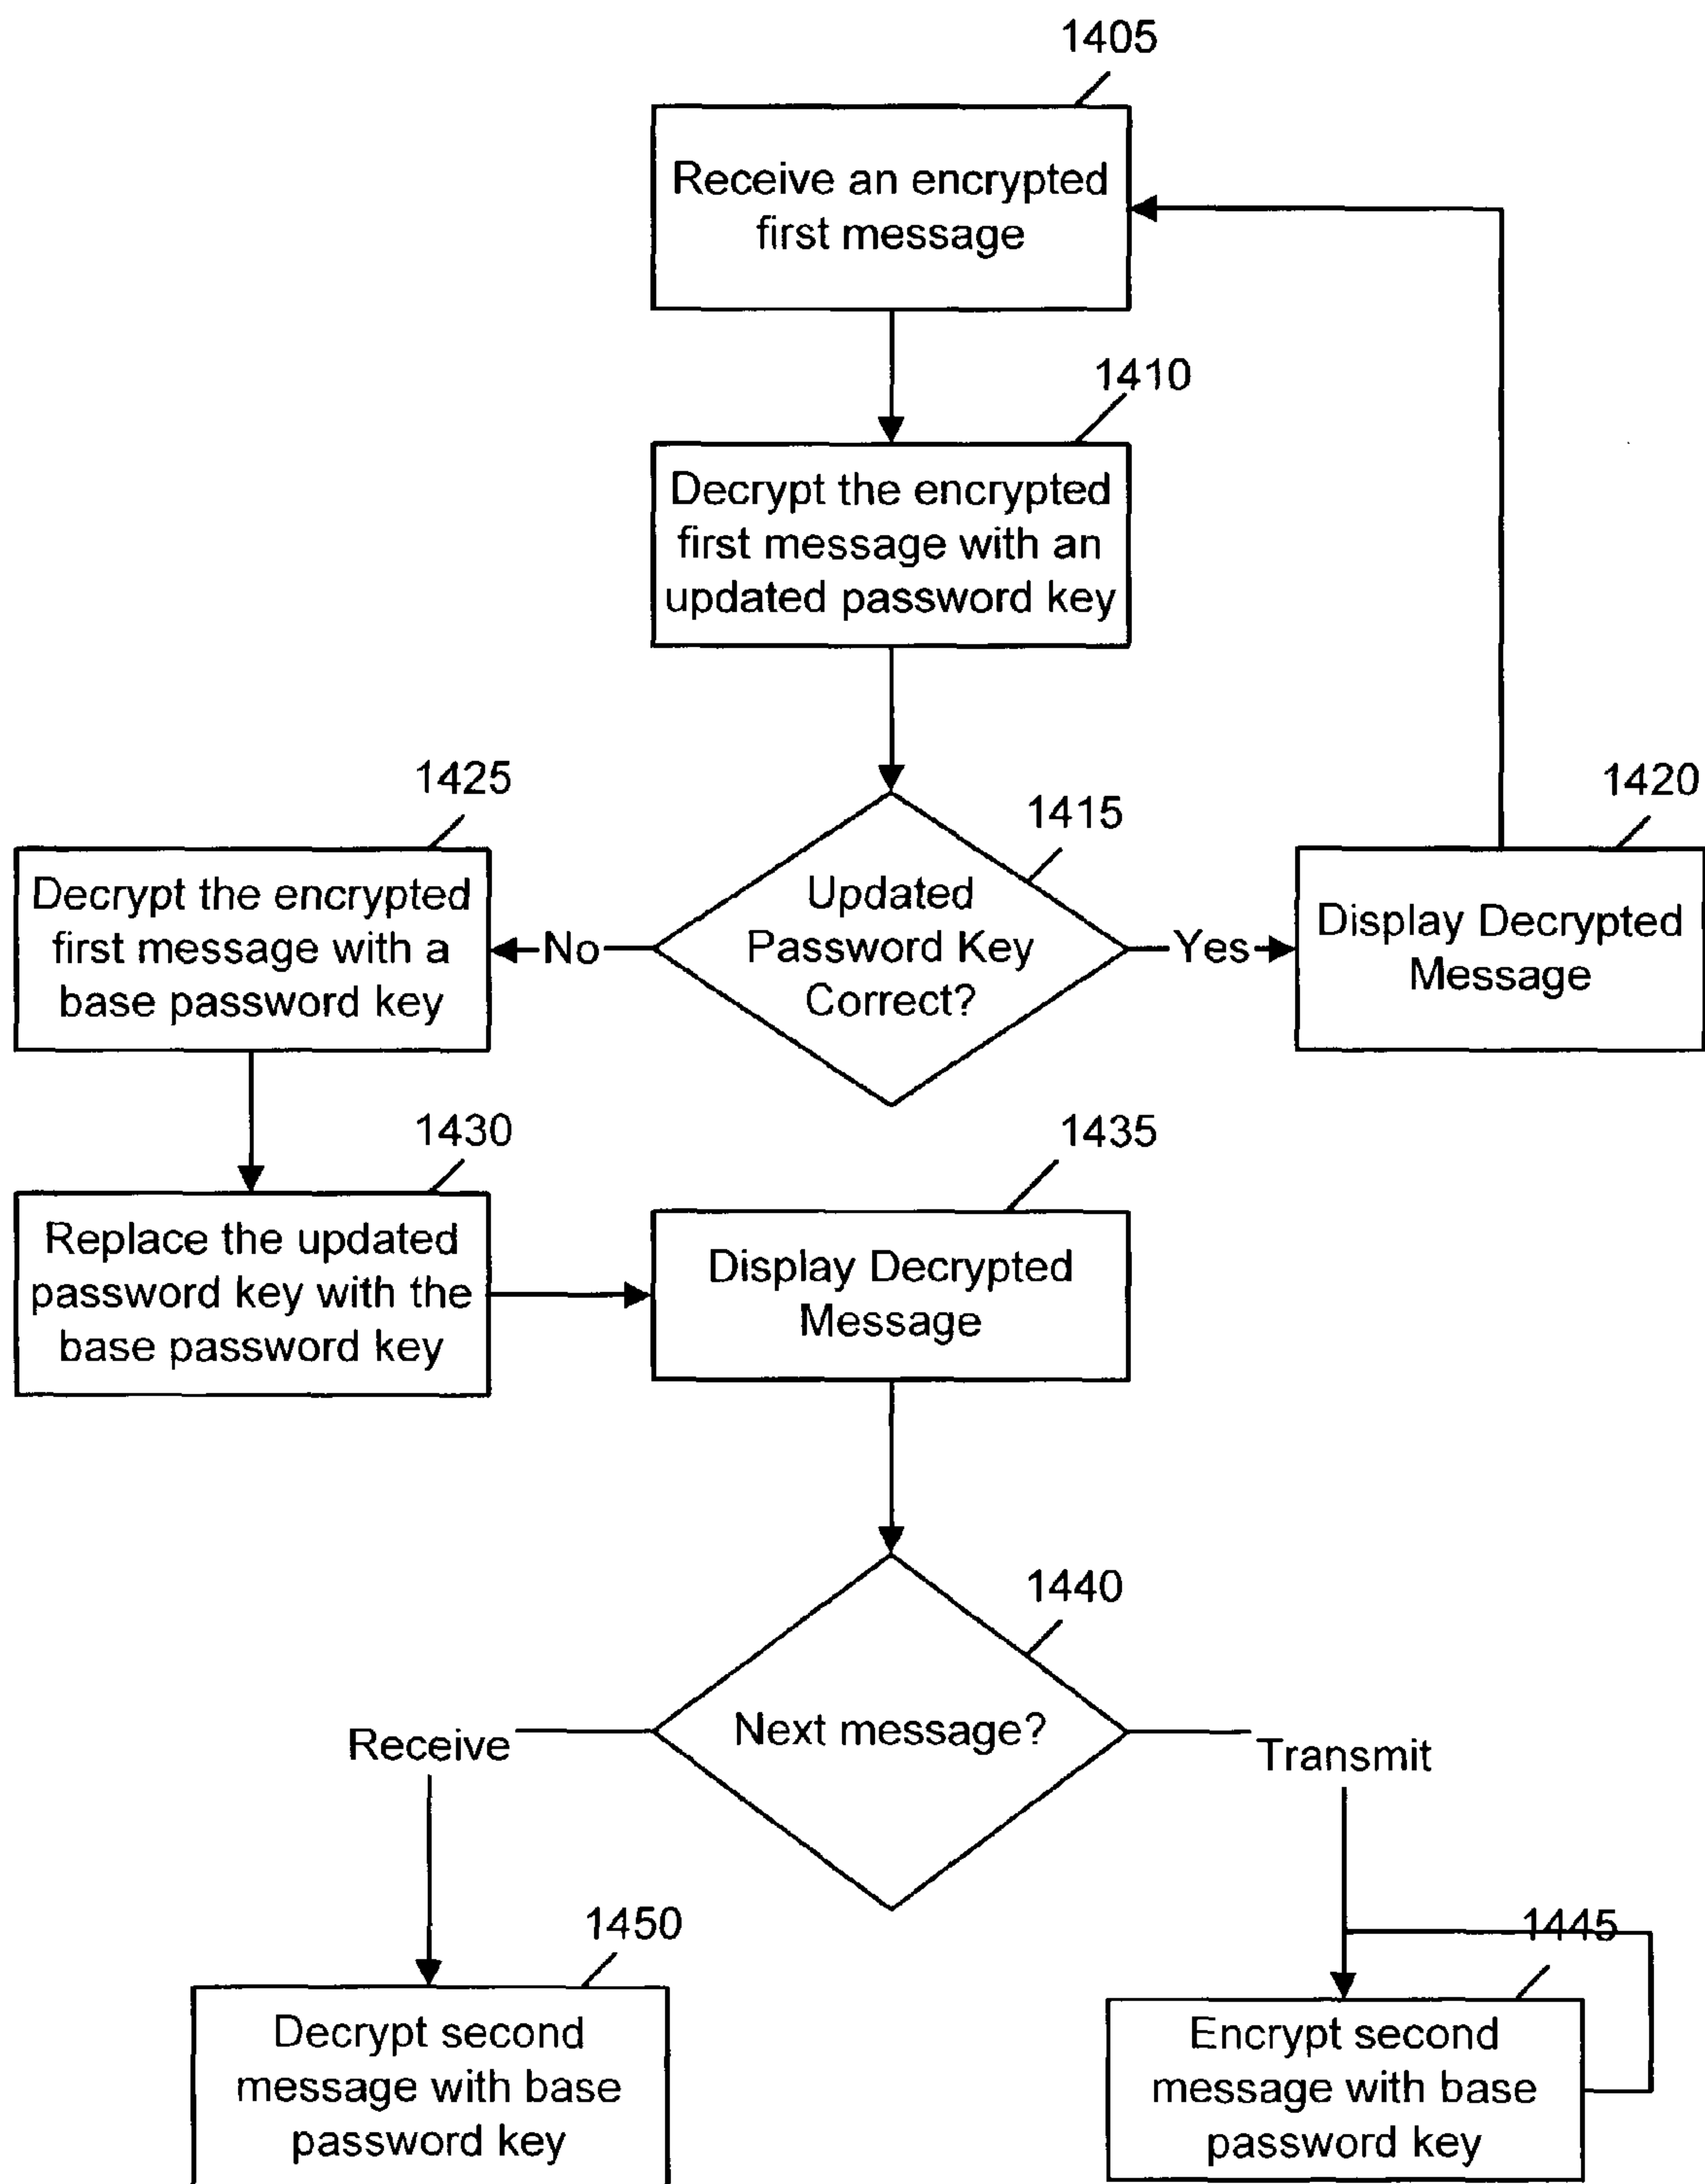 1405
Receive an encrypted
first message
1410
Decrypt the encrypted
first message with an
updated password key
1425
1415
1420
Decrypt the encrypted
first message with a
base password key
No
Updated
Password Key
Correct?
Yes
Display Decrypted
Message
1430
1435
Replace the updated
password key with the
base password key
Display Decrypted
Message
1440
Next message?
Receive
Transmit
1450
1445
Decrypt second
message with base
password key
Encrypt second
message with base
password key